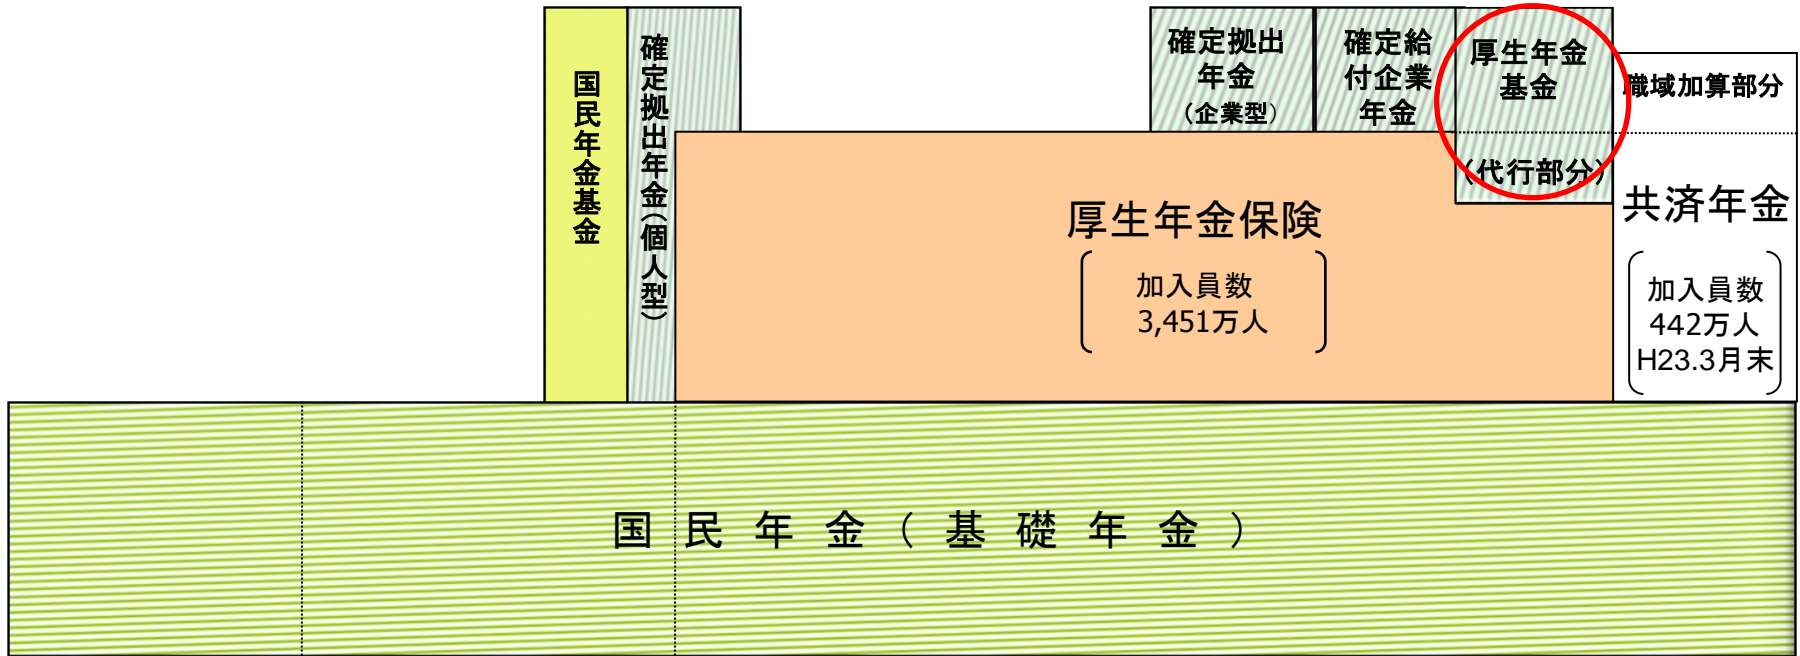 国民年金基金
確定拠出年金(個人型)
確定拠出
年金
(企業型)
確定給
付企業
年金
厚生年金
基金
(代行部分)
職域加算部分
厚生年金保険
加入員数
3,451万人
共済年金
加入員数
442万人
H23.3月末
国民年金(基礎年金)